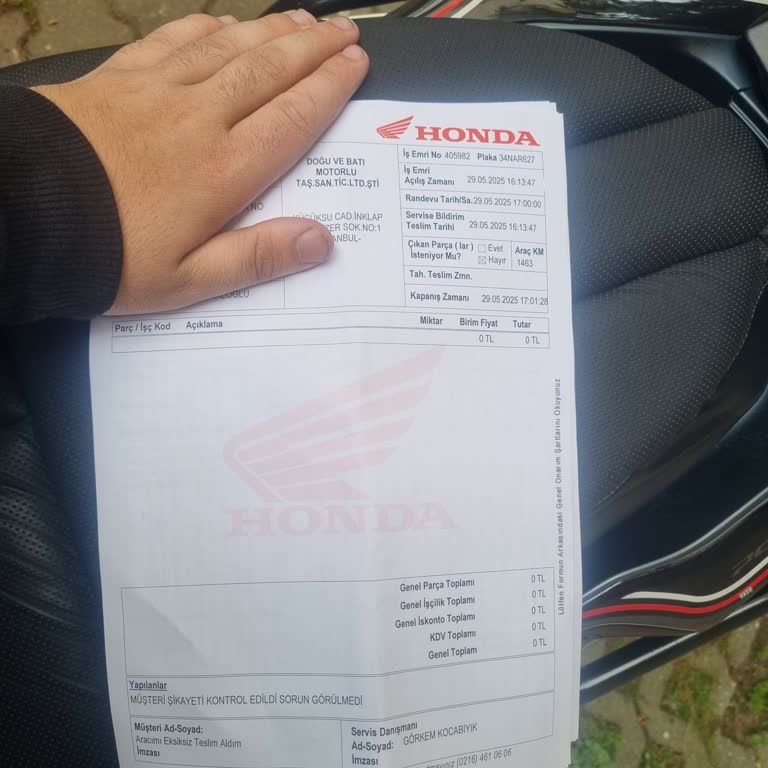 HONDA
DOĞU VE BATI
MOTORLU
TAŞ.SAN.TİC.LTD.ŞTİ
NO
CAD.İNKLAP
SOK.NO:1
İş Emri No 405982 Plaka 34NAR627
İş Emri
Açılış Zamanı 29.05.2025 16:13:47
Randevu Tarih/Sa. 29.05.2025 17:00:00
Servise Bildirim
Teslim Tarihi 29.05.2025 16:13:47
Çıkan Parça ( lar )
İsteniyor Mu?
Evet
Hayır
Araç KM
1463
Tah. Teslim Zmn.
Kapanış Zamanı 29.05.2025 17:01:28
Parç / İşç Kod Açıklama Miktar Birim Fiyat Tutar
0 TL 0 TL
HONDA
Lütfen Formun Arkasındaki Genel Onarım Şartlarını Okuyunuz
Genel Parça Toplamı 0 TL
Genel İşçilik Toplamı 0 TL
Genel İskonto Toplamı 0 TL
KDV Toplamı 0 TL
Genel Toplam 0 TL
Yapılanlar
MÜŞTERİ ŞİKAYETİ KONTROL EDİLDİ SORUN GÖRÜLMEDİ
Müşteri Ad-Soyad:
Aracımı Eksiksiz Teslim Aldım
İmzası
Servis Danışmanı
Ad-Soyad: GÖRKEM KOCABIYIK
İmzası
(0216) 461 06 06